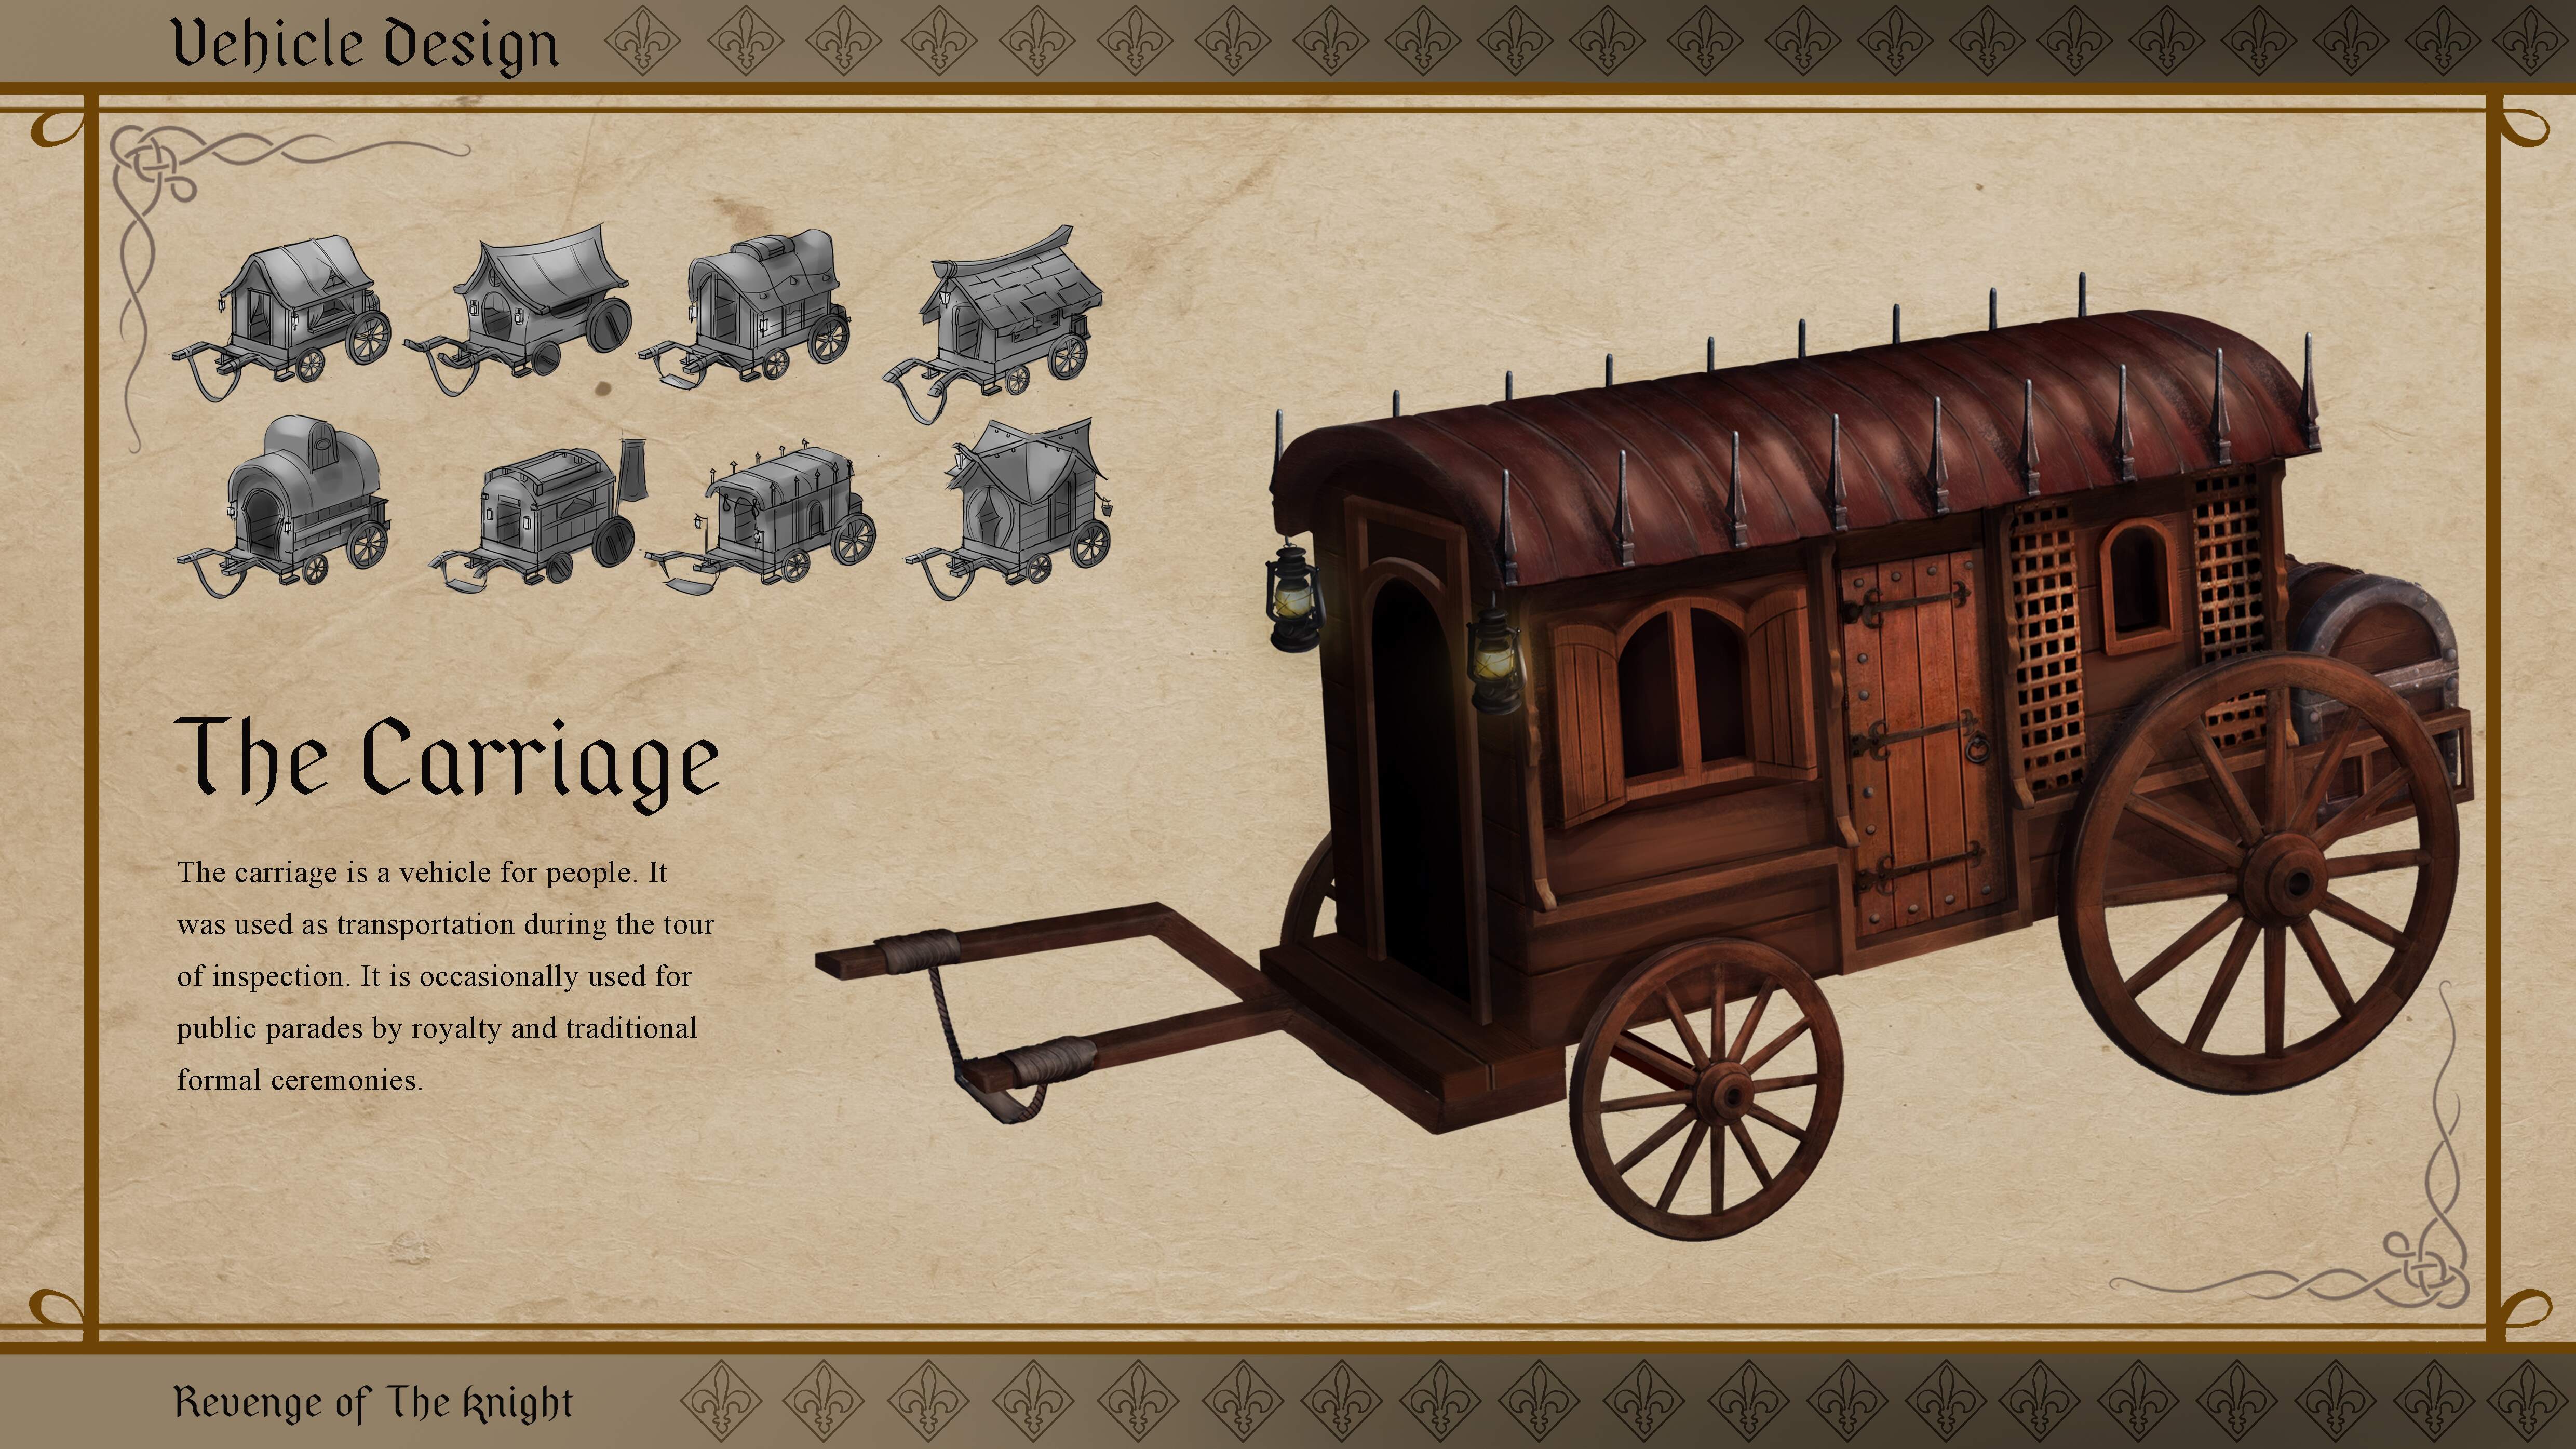 Vehicle Design
The Carriage
The carriage is a vehicle for people. It
was used as transportation during the tour
of inspection. It is occasionally used for
public parades by royalty and traditional
formal ceremonies.
Revenge of The knight